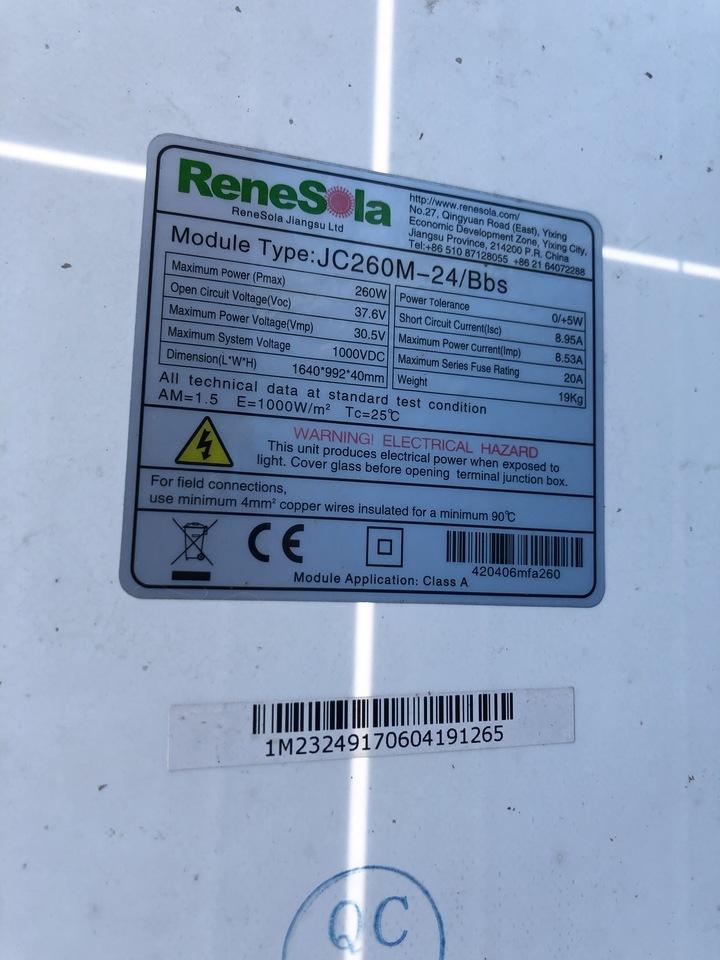 ReneSola
ReneSola Jiangsu Ltd
http://www.renesola.com/
No.27, Qingyuan Road (East), Yixing
Economic Development Zone, Yixing City,
Jiangsu Province, 214200 P.R. China
Tel:+86 510 87128055 +86 21 64072288
Module Type:JC260M-24/Bbs
Maximum Power (Pmax) 260W
Open Circuit Voltage(Voc) 37.6V
Maximum Power Voltage(Vmp) 30.5V
Maximum System Voltage 1000VDC
Dimension(L*W*H) 1640*992*40mm
Power Tolerance 0/+5W
Short Circuit Current(Isc) 8.95A
Maximum Power Current(Imp) 8.53A
Maximum Series Fuse Rating 20A
Weight 19Kg
All technical data at standard test condition
AM=1.5 E=1000W/m² Tc=25℃
WARNING! ELECTRICAL HAZARD
This unit produces electrical power when exposed to
light. Cover glass before opening terminal junction box.
For field connections,
use minimum 4mm² copper wires insulated for a minimum 90℃
CE
420406mfa260
Module Application: Class A
1M23249170604191265
QC